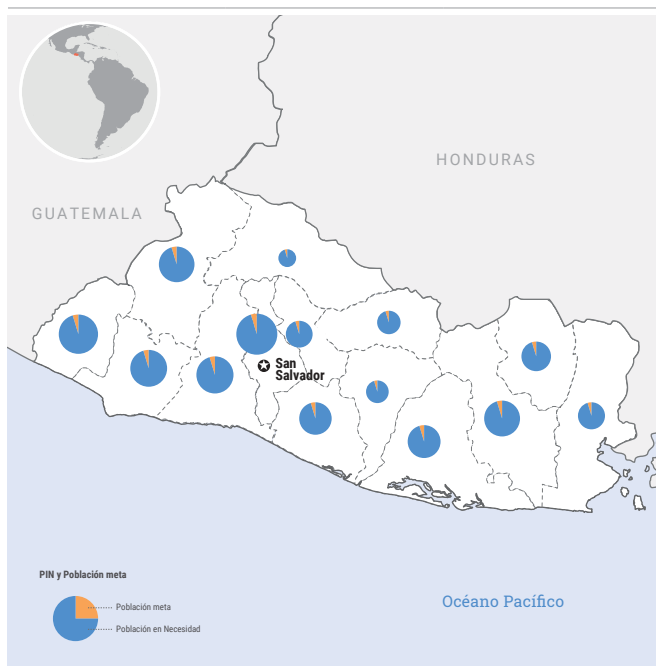 HONDURAS
GUATEMALA
San
Salvador
PIN y Población meta
Población meta
Población en Necesidad
Océano Pacífico